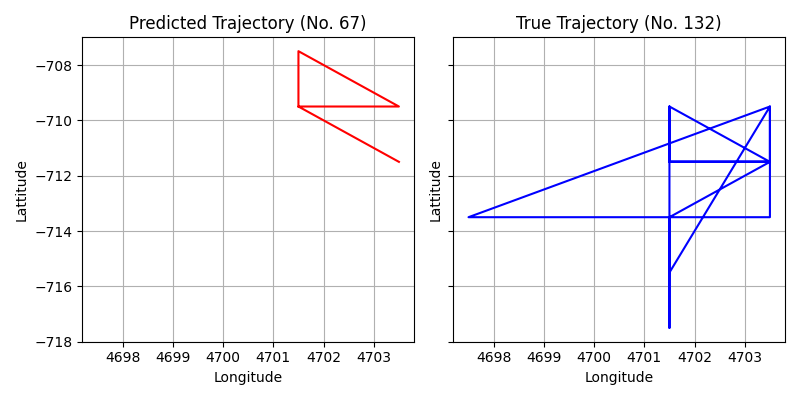 Predicted Trajectory (No. 67)
True Trajectory (No. 132)
−708
−710
−712
−714
−716
−718
Lattitude
Lattitude
4698 4699 4700 4701 4702 4703
4698 4699 4700 4701 4702 4703
Longitude
Longitude